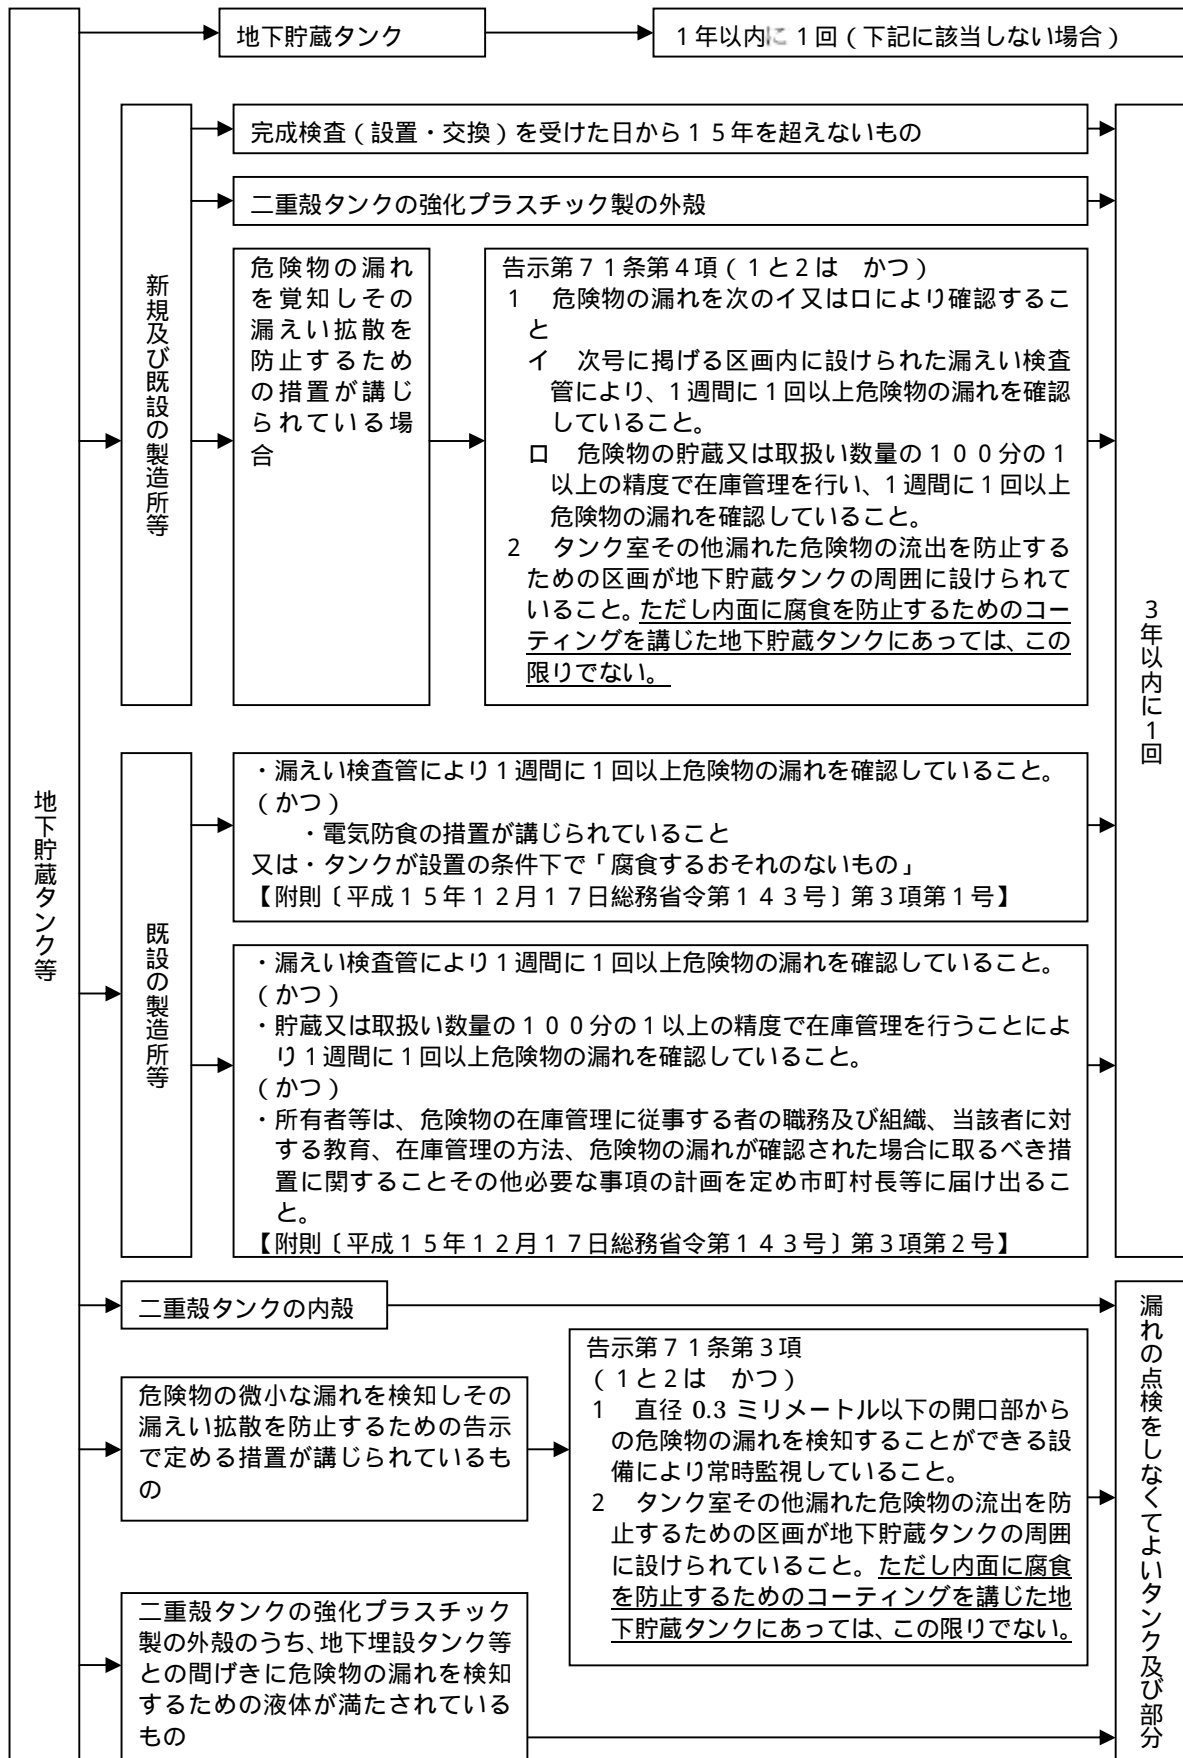 地下貯蔵タンク等
地下貯蔵タンク
1年以内に1回(下記に該当しない場合)
新規及び既設の製造所等
完成検査(設置・交換)を受けた日から15年を超えないもの
二重殻タンクの強化プラスチック製の外殻
危険物の漏れ
を覚知しその
漏えい拡散を
防止するため
の措置が講じ
られている場
合
告示第71条第4項(1と2は かつ)
1 危険物の漏れを次のイ又はロにより確認するこ
と
イ 次号に掲げる区画内に設けられた漏えい検査
管により、1週間に1回以上危険物の漏れを確認
していること。
ロ 危険物の貯蔵又は取扱い数量の100分の1
以上の精度で在庫管理を行い、1週間に1回以上
危険物の漏れを確認していること。
2 タンク室その他漏れた危険物の流出を防止する
ための区画が地下貯蔵タンクの周囲に設けられて
いること。ただし内面に腐食を防止するためのコー
ティングを講じた地下貯蔵タンクにあっては、この
限りでない。
3年以内に1回
既設の製造所等
・漏えい検査管により1週間に1回以上危険物の漏れを確認していること。
(かつ)
・電気防食の措置が講じられていること
又は・タンクが設置の条件下で「腐食するおそれのないもの」
【附則〔平成15年12月17日総務省令第143号〕第3項第1号】
・漏えい検査管により1週間に1回以上危険物の漏れを確認していること。
(かつ)
・貯蔵又は取扱い数量の100分の1以上の精度で在庫管理を行うことによ
り1週間に1回以上危険物の漏れを確認していること。
(かつ)
・所有者等は、危険物の在庫管理に従事する者の職務及び組織、当該者に対
する教育、在庫管理の方法、危険物の漏れが確認された場合に取るべき措
置に関することその他必要な事項の計画を定め市町村長等に届け出るこ
と。
【附則〔平成15年12月17日総務省令第143号〕第3項第2号】
二重殻タンクの内殻
危険物の微小な漏れを検知しその
漏えい拡散を防止するための告示
で定める措置が講じられているも
の
告示第71条第3項
(1と2は かつ)
1 直径 0.3 ミリメートル以下の開口部から
の危険物の漏れを検知することができる設
備により常時監視していること。
2 タンク室その他漏れた危険物の流出を防
止するための区画が地下貯蔵タンクの周囲
に設けられていること。ただし内面に腐食
を防止するためのコーティングを講じた地
下貯蔵タンクにあっては、この限りでない。
二重殻タンクの強化プラスチック
製の外殻のうち、地下埋設タンク等
との間げきに危険物の漏れを検知
するための液体が満たされている
もの
漏れの点検をしなくてよいタンク及び部分